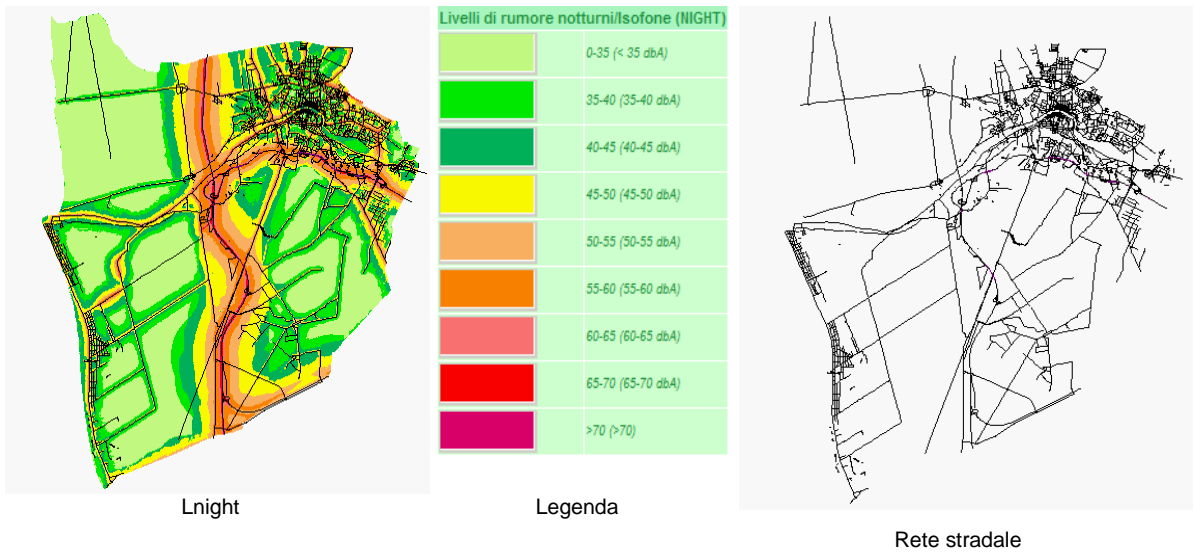 Livelli di rumore notturni/Isofone (NIGHT)
0-35 (< 35 dbA)
35-40 (35-40 dbA)
40-45 (40-45 dbA)
45-50 (45-50 dbA)
50-55 (50-55 dbA)
55-60 (55-60 dbA)
60-65 (60-65 dbA)
65-70 (65-70 dbA)
>70 (>70)
Lnight
Legenda
Rete stradale